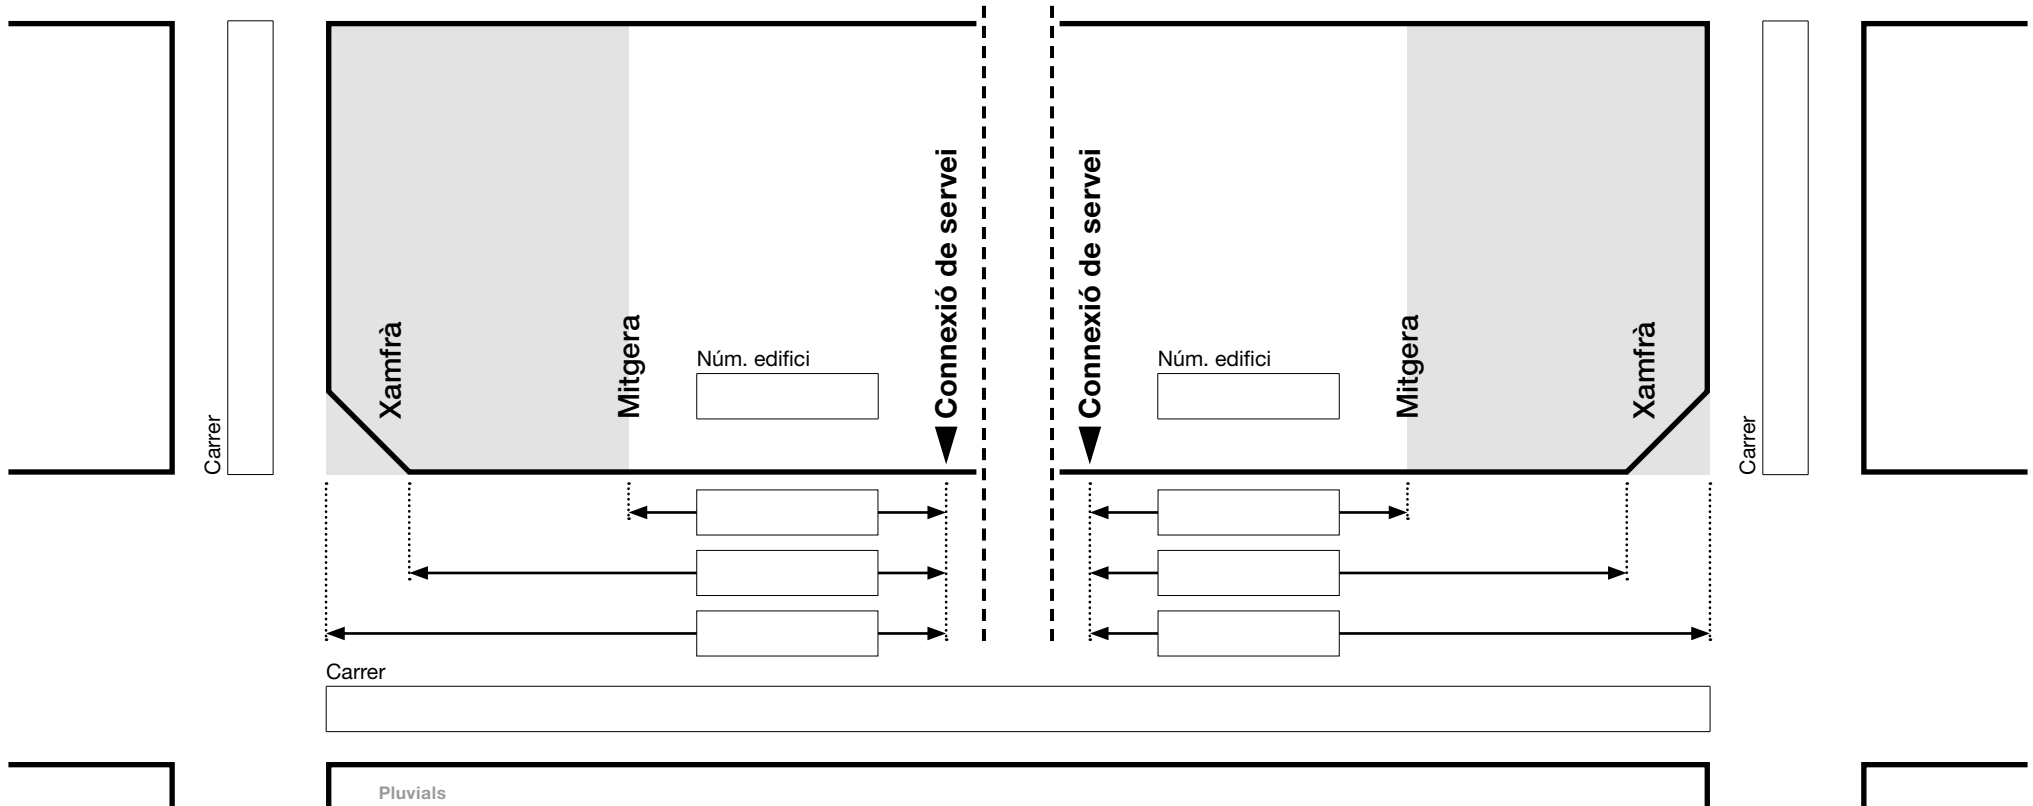 Connexió de servei
Connexió de servei
Xamfrà
Mitgera
Núm. edifici
Núm. edifici
Mitgera
Xamfrà
Carrer
Carrer
Carrer
Pluvials